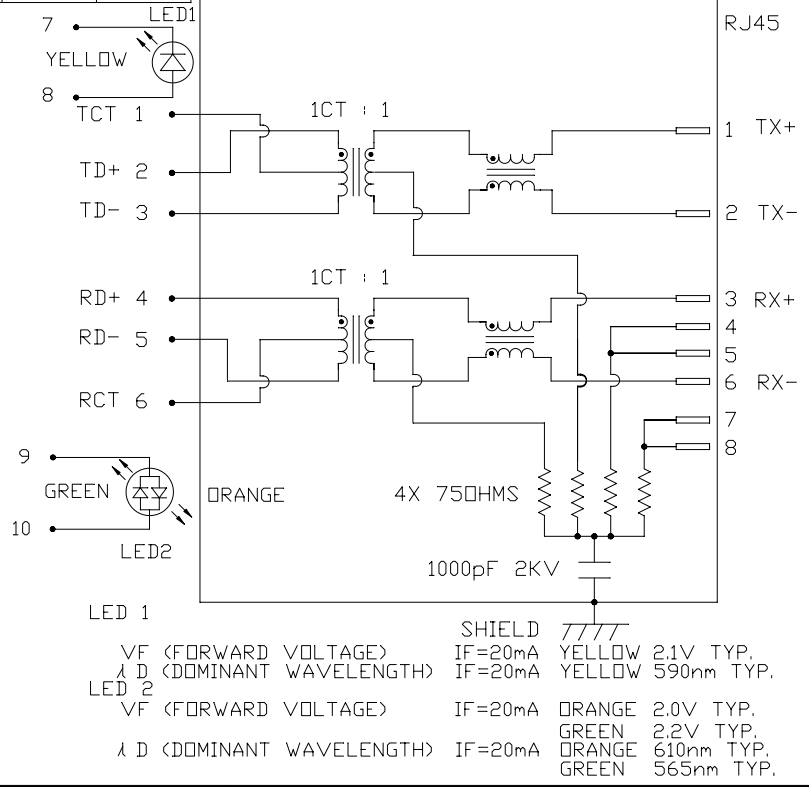 LED1
7
RJ45
YELLOW
8
TCT 1
1CT : 1
1 TX+
TD+ 2
TD- 3
2 TX-
1CT : 1
RD+ 4
3 RX+
4
RD- 5
5
6 RX-
RCT 6
7
8
9
GREEN
ORANGE
4X 75OHMS
10
LED2
1000pF 2KV
LED 1
SHIELD
VF (FORWARD VOLTAGE) IF=20mA YELLOW 2.1V TYP.
λ D (DOMINANT WAVELENGTH) IF=20mA YELLOW 590nm TYP.
LED 2
VF (FORWARD VOLTAGE) IF=20mA ORANGE 2.0V TYP.
GREEN 2.2V TYP.
λ D (DOMINANT WAVELENGTH) IF=20mA ORANGE 610nm TYP.
GREEN 565nm TYP.